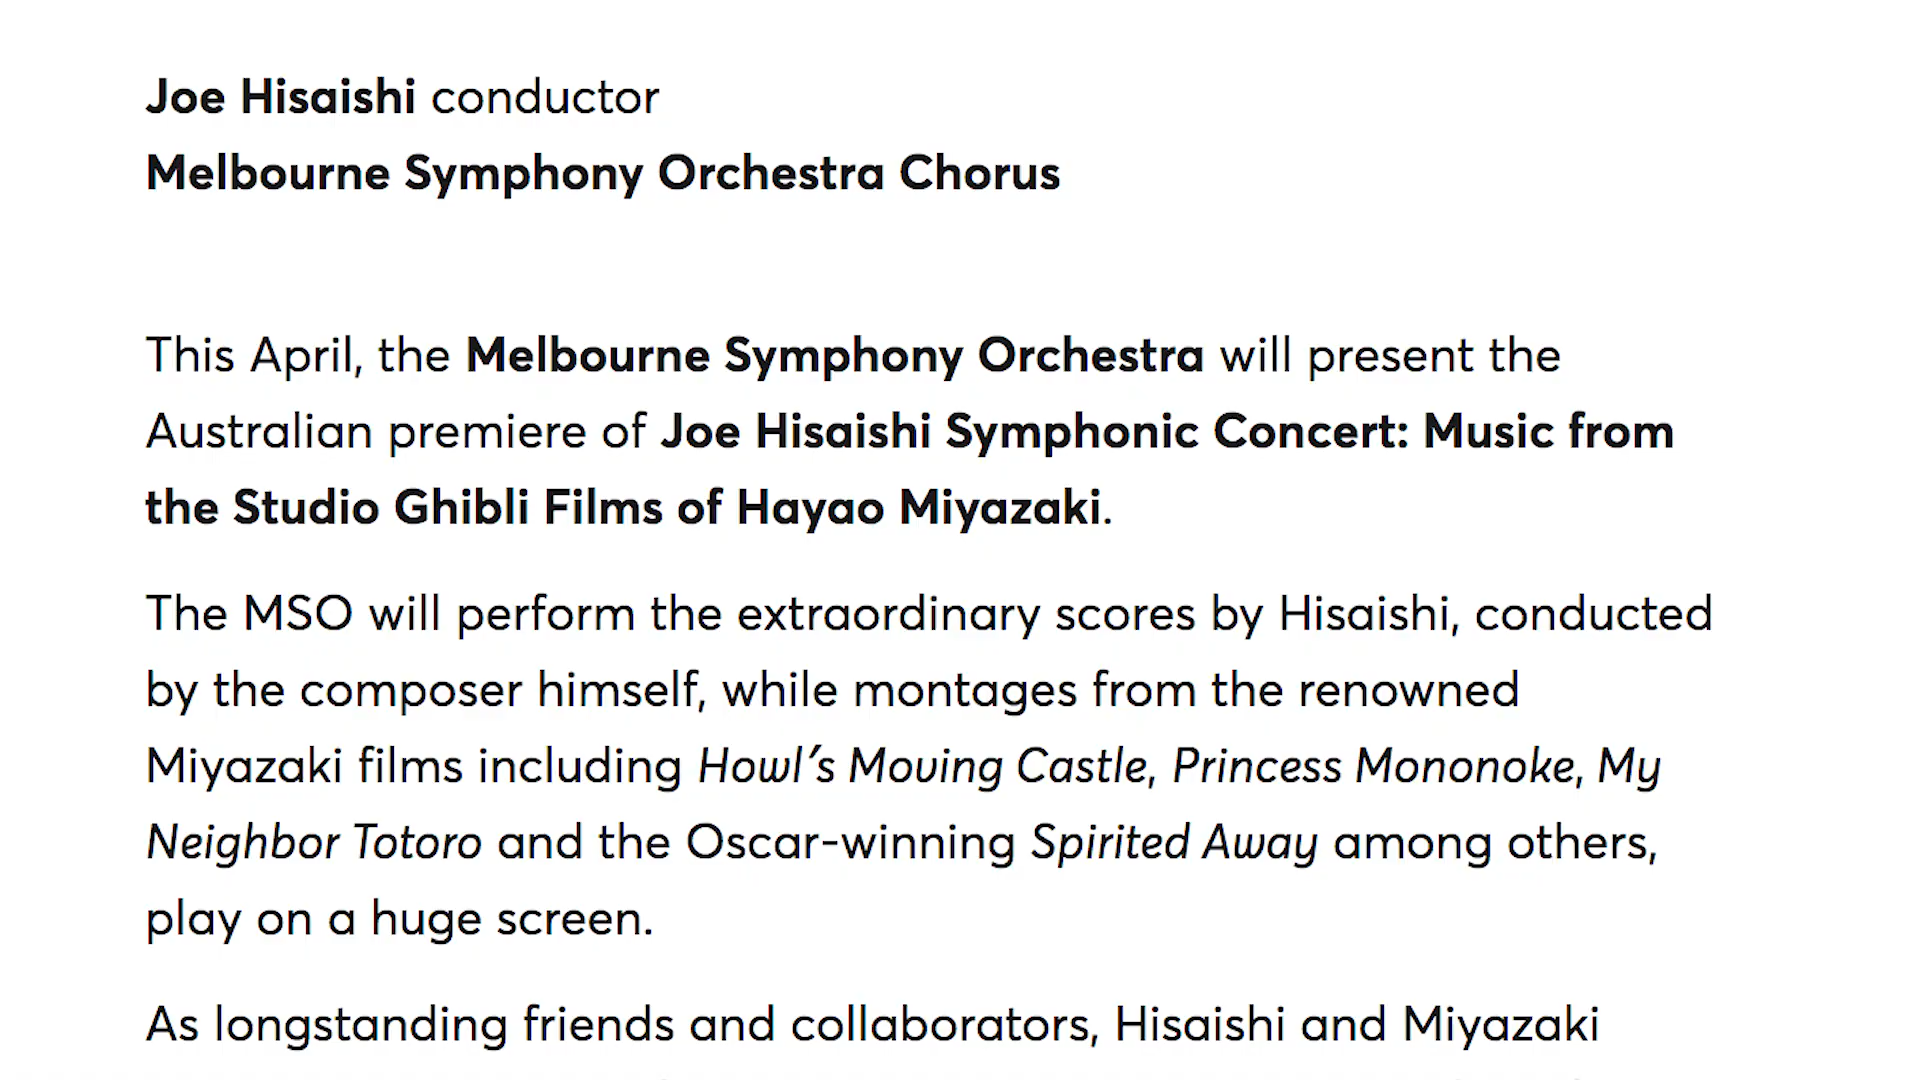 Joe Hisaishi conductor
Melbourne Symphony Orchestra Chorus
This April, the Melbourne Symphony Orchestra will present the
Australian premiere of Joe Hisaishi Symphonic Concert: Music from
the Studio Ghibli Films of Hayao Miyazaki.
The MSO will perform the extraordinary scores by Hisaishi, conducted
by the composer himself, while montages from the renowned
Miyazaki films including Howl′s Moving Castle, Princess Mononoke, My
Neighbor Totoro and the Oscar-winning Spirited Away among others,
play on a huge screen.
As longstanding friends and collaborators, Hisaishi and Miyazaki